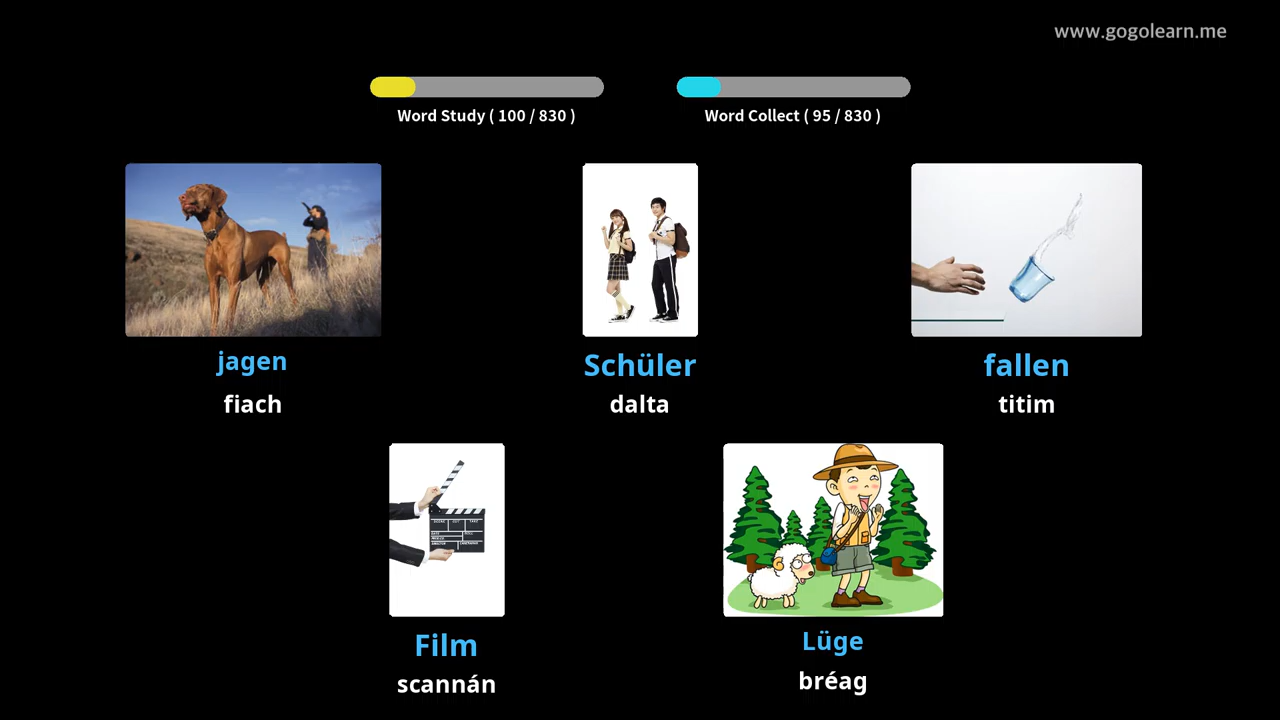 www.gogolearn.me
Word Study ( 100 / 830 )
Word Collect ( 95 / 830 )
jagen
fiach
Schüler
dalta
fallen
titim
Film
scannán
Lüge
bréag